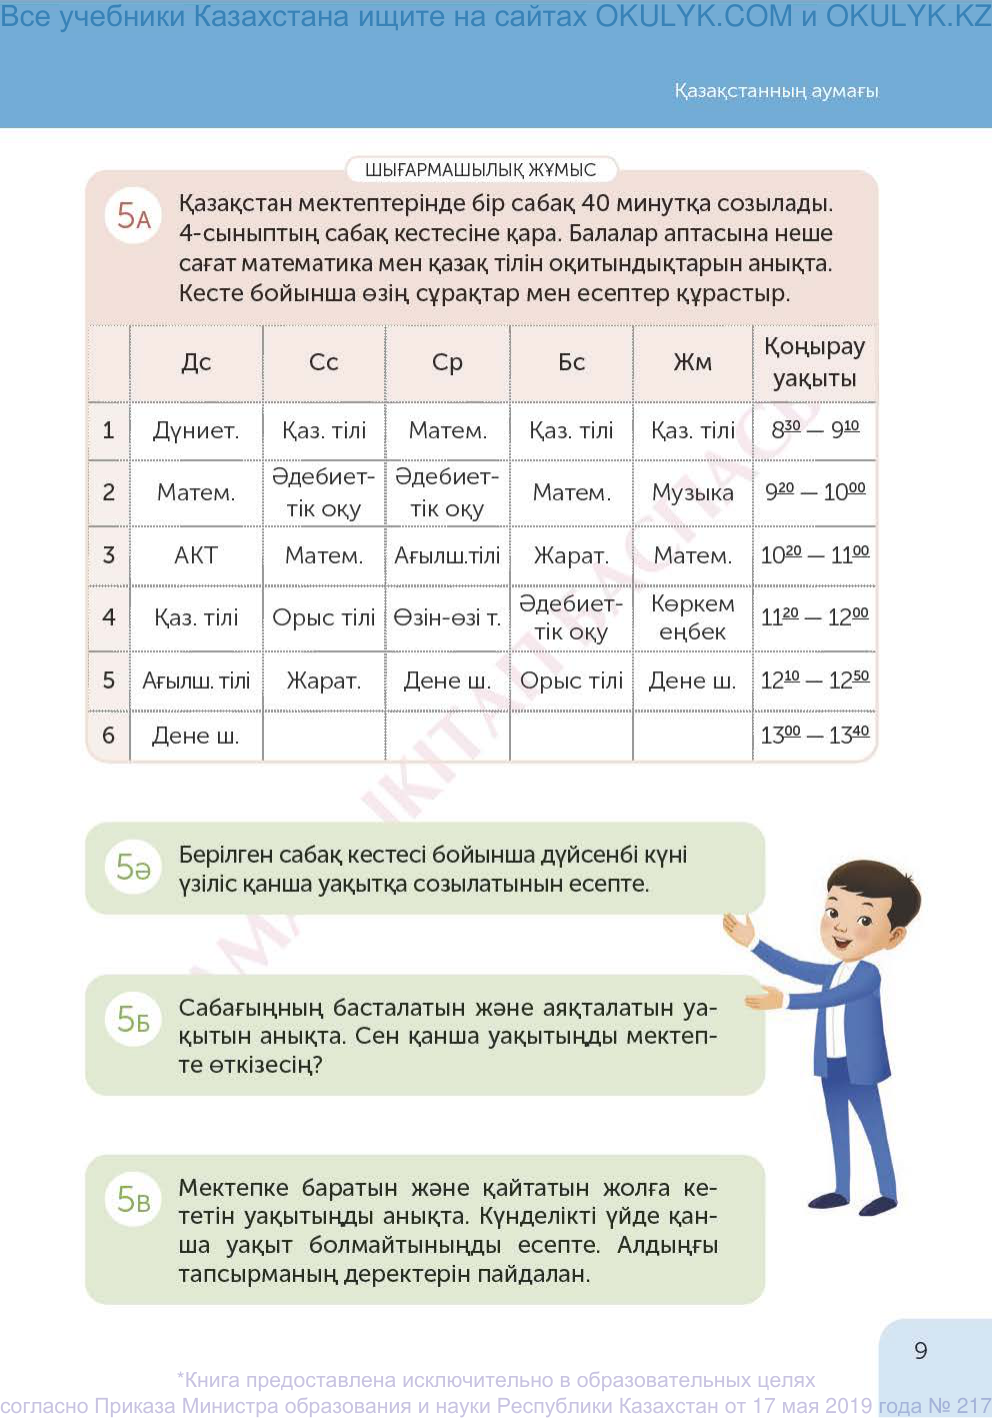 Все учебники Казахстана ищите на сайтах OKULYK.COM и OKULYK.KZ
Қазақстанның аумағы
ШЫҒАРМАШЫЛЫҚ ЖҰМЫС
5А
Қазақстан мектептерінде бір сабақ 40 минутқа созылады.
4-сыныптың сабақ кестесіне қара. Балалар аптасына неше
сағат математика мен қазақ тілін оқитындықтарын анықта.
Кесте бойынша өзің сұрақтар мен есептер құрастыр.
Дс Сс Ср Бс Жм Қоңырау
уақыты
1 Дүниет. Қаз. тілі Матем. Қаз. тілі Қаз. тілі 8³⁰ — 9¹⁰
2 Матем. Әдебиет- Әдебиет- Матем. Музыка 9²⁰ — 10⁰⁰
тік оқу тік оқу
3 АКТ Матем. Ағылш.тілі Жарат. Матем. 10²⁰ — 11⁰⁰
4 Қаз. тілі Орыс тілі Өзін-өзі т. Әдебиет- Көркем 11²⁰ — 12⁰⁰
тік оқу еңбек
5 Ағылш. тілі Жарат. Дене ш. Орыс тілі Дене ш. 12¹⁰ — 12⁵⁰
6 Дене ш. 13⁰⁰ — 13⁴⁰
5Ә
Берілген сабақ кестесі бойынша дүйсенбі күні
үзіліс қанша уақытқа созылатынын есепте.
5Б
Сабағыңның басталатын және аяқталатын уа-
қытын анықта. Сен қанша уақытыңды мектеп-
те өткізесің?
5В
Мектепке баратын және қайтатын жолға ке-
тетін уақытыңды анықта. Күнделікті үйде қан-
ша уақыт болмайтыныңды есепте. Алдыңғы
тапсырманың деректерін пайдалан.
9
*Книга предоставлена исключительно в образовательных целях
согласно Приказа Министра образования и науки Республики Казахстан от 17 мая 2019 года № 217